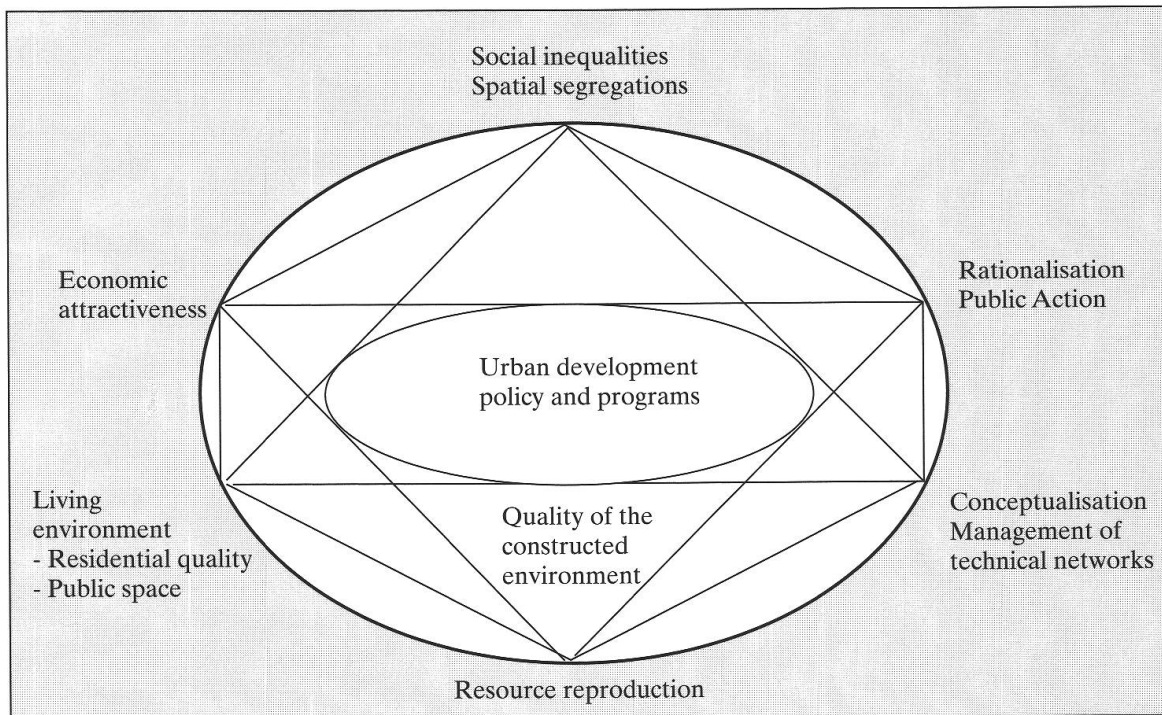 Social inequalities
Spatial segregations
Economic
attractiveness
Rationalisation
Public Action
Urban development
policy and programs
Living
environment
- Residential quality
- Public space
Quality of the
constructed
environment
Conceptualisation
Management of
technical networks
Resource reproduction